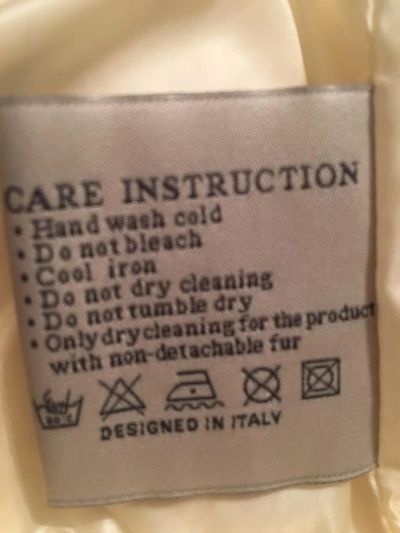 CARE INSTRUCTION
• Hand wash cold
• Do not bleach
• Cool iron
• Do not dry cleaning
• Do not tumble dry
• Only dry cleaning for the product
with non-detachable fur
DESIGNED IN ITALY